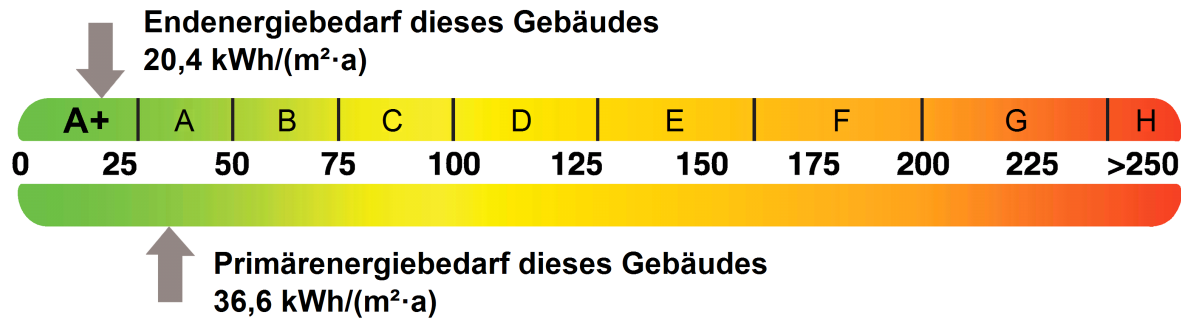 Endenergiebedarf dieses Gebäudes
20,4 kWh/(m²·a)
A+ A B C D E F G H
0 25 50 75 100 125 150 175 200 225 >250
Primärenergiebedarf dieses Gebäudes
36,6 kWh/(m²·a)